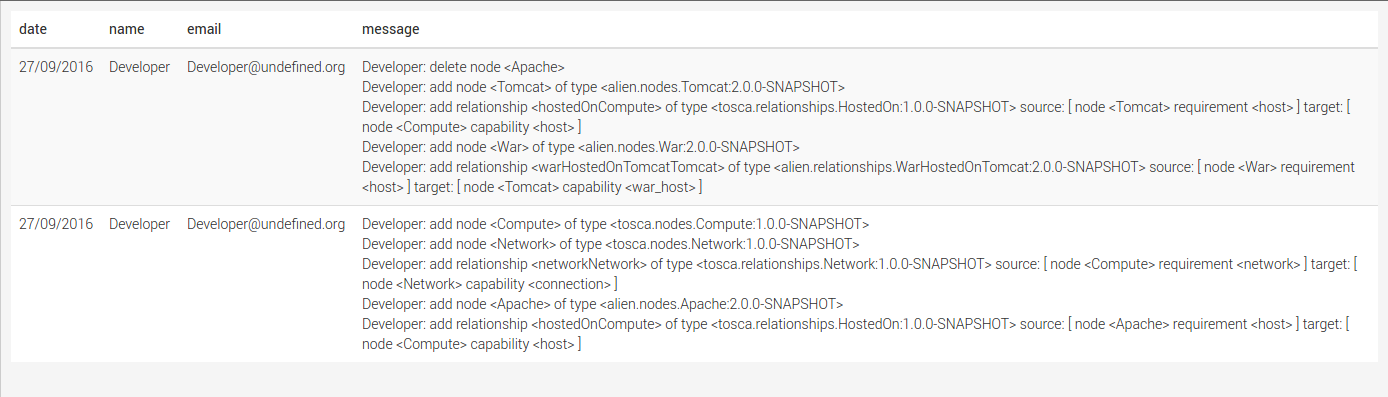 date name email message
27/09/2016 Developer Developer@undefined.org Developer: delete node <Apache>
Developer: add node <Tomcat> of type <alien.nodes.Tomcat:2.0.0-SNAPSHOT>
Developer: add relationship <hostedOnCompute> of type <tosca.relationships.HostedOn:1.0.0-SNAPSHOT> source: [ node <Tomcat> requirement <host> ] target: [
node <Compute> capability <host> ]
Developer: add node <War> of type <alien.nodes.War:2.0.0-SNAPSHOT>
Developer: add relationship <warHostedOnTomcatTomcat> of type <alien.relationships.WarHostedOnTomcat:2.0.0-SNAPSHOT> source: [ node <War> requirement
<host> ] target: [ node <Tomcat> capability <war_host> ]
27/09/2016 Developer Developer@undefined.org Developer: add node <Compute> of type <tosca.nodes.Compute:1.0.0-SNAPSHOT>
Developer: add node <Network> of type <tosca.nodes.Network:1.0.0-SNAPSHOT>
Developer: add relationship <networkNetwork> of type <tosca.relationships.Network:1.0.0-SNAPSHOT> source: [ node <Compute> requirement <network> ] target: [
node <Network> capability <connection> ]
Developer: add node <Apache> of type <alien.nodes.Apache:2.0.0-SNAPSHOT>
Developer: add relationship <hostedOnCompute> of type <tosca.relationships.HostedOn:1.0.0-SNAPSHOT> source: [ node <Apache> requirement <host> ] target: [
node <Compute> capability <host> ]